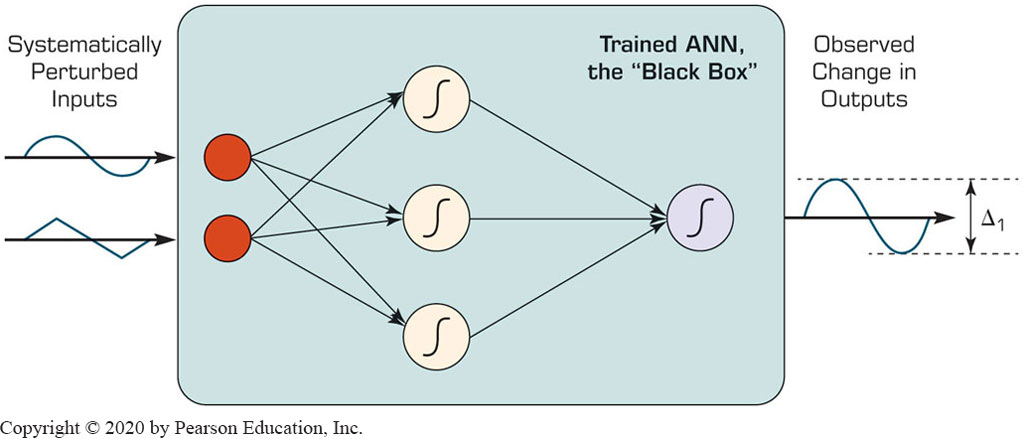 Systematically
Perturbed
Inputs
Trained ANN,
the “Black Box”
Observed
Change in
Outputs
∫
∫
∫
∫
Δ₁
Copyright © 2020 by Pearson Education, Inc.